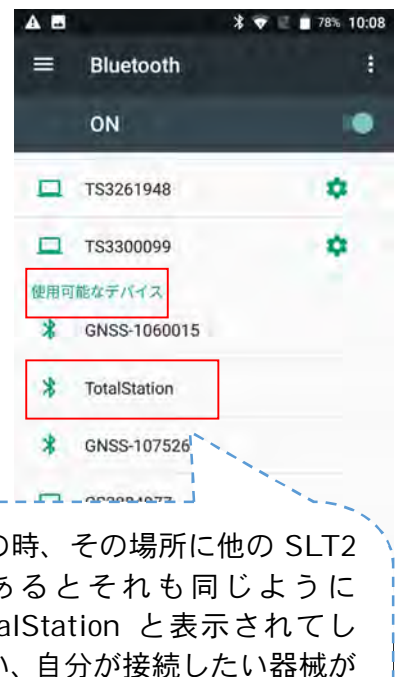 78% 10:08
Bluetooth
ON
TS3261948
TS3300099
使用可能なデバイス
GNSS-1060015
TotalStation
GNSS-107526
の時、その場所に他の SLT2
あるとそれも同じように
alStation と表示されてし
い、自分が接続したい器械が